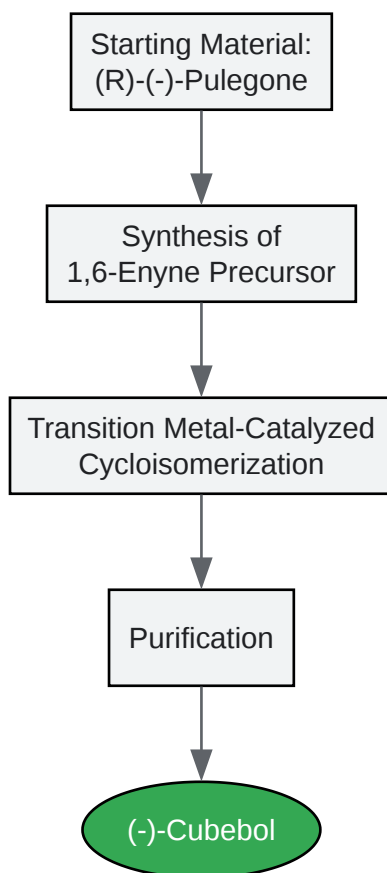 Starting Material:
(R)-(-)-Pulegone
Synthesis of
1,6-Enyne Precursor
Transition Metal-Catalyzed
Cycloisomerization
Purification
(-)-Cubebol